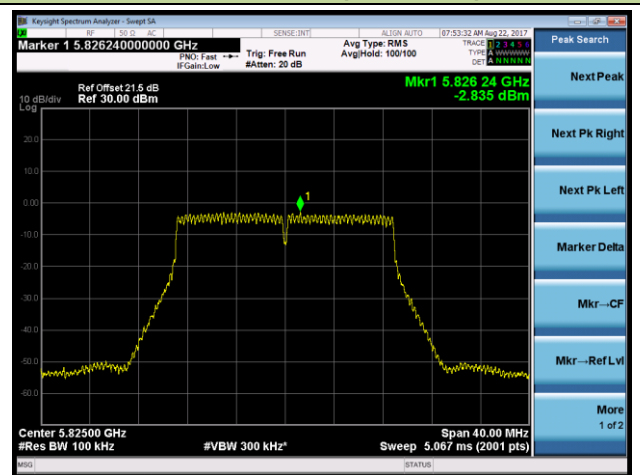 Keysight Spectrum Analyzer - Swept SA
RF 50 Ω AC SENSE:INT ALIGN AUTO 07:53:32 AM Aug 22, 2017
Marker 1 5.826240000000 GHz
PNO: Fast
IFGain:Low
Trig: Free Run
#Atten: 20 dB
Avg Type: RMS
Avg|Hold: 100/100
TRACE 1 2 3 4 5 6
TYPE A WWWWW
DET A N N N N N
Peak Search
Mkr1 5.826 24 GHz
-2.835 dBm
Ref Offset 21.5 dB
10 dB/div Ref 30.00 dBm
Log
20.0
10.0
0.00
-10.0
-20.0
-30.0
-40.0
-50.0
-60.0
1
Next Peak
Next Pk Right
Next Pk Left
Marker Delta
Mkr→CF
Mkr→Ref Lvl
More
1 of 2
Center 5.82500 GHz Span 40.00 MHz
#Res BW 100 kHz #VBW 300 kHz* Sweep 5.067 ms (2001 pts)
MSG STATUS